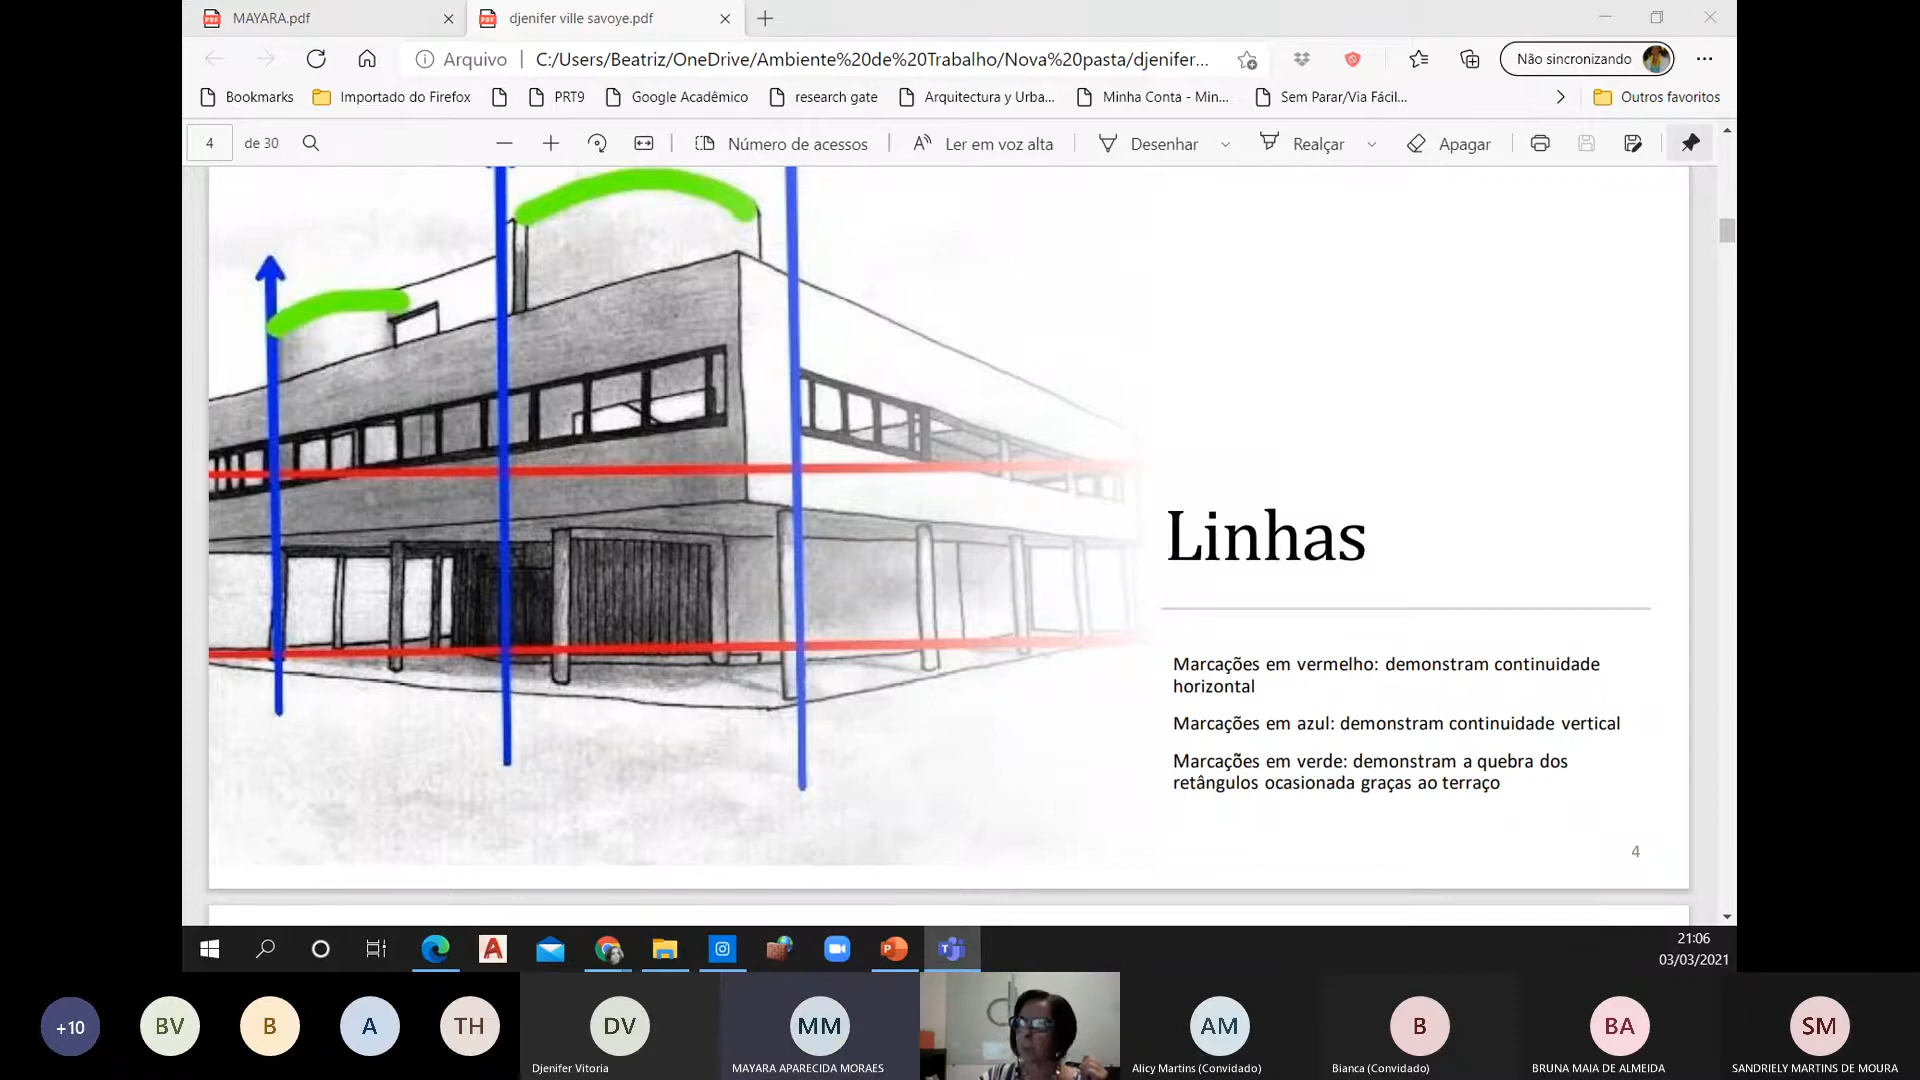 MAYARA.pdf
djenifer ville savoye.pdf
Arquivo
C:/Users/Beatriz/OneDrive/Ambiente%20de%20Trabalho/Nova%20pasta/djenifer...
Não sincronizando
Bookmarks
Importado do Firefox
PRT9
Google Acadêmico
research gate
Arquitectura y Urba...
Minha Conta - Min...
Sem Parar/Via Fácil...
Outros favoritos
4 de 30
Número de acessos
Ler em voz alta
Desenhar
Realçar
Apagar
Linhas
Marcações em vermelho: demonstram continuidade
horizontal
Marcações em azul: demonstram continuidade vertical
Marcações em verde: demonstram a quebra dos
retângulos ocasionada graças ao terraço
4
21:06
03/03/2021
+10
BV
B
A
TH
DV
MM
AM
B
BA
SM
Djenifer Vitoria
MAYARA APARECIDA MORAES
Alicy Martins (Convidado)
Bianca (Convidado)
BRUNA MAIA DE ALMEIDA
SANDRIELY MARTINS DE MOURA